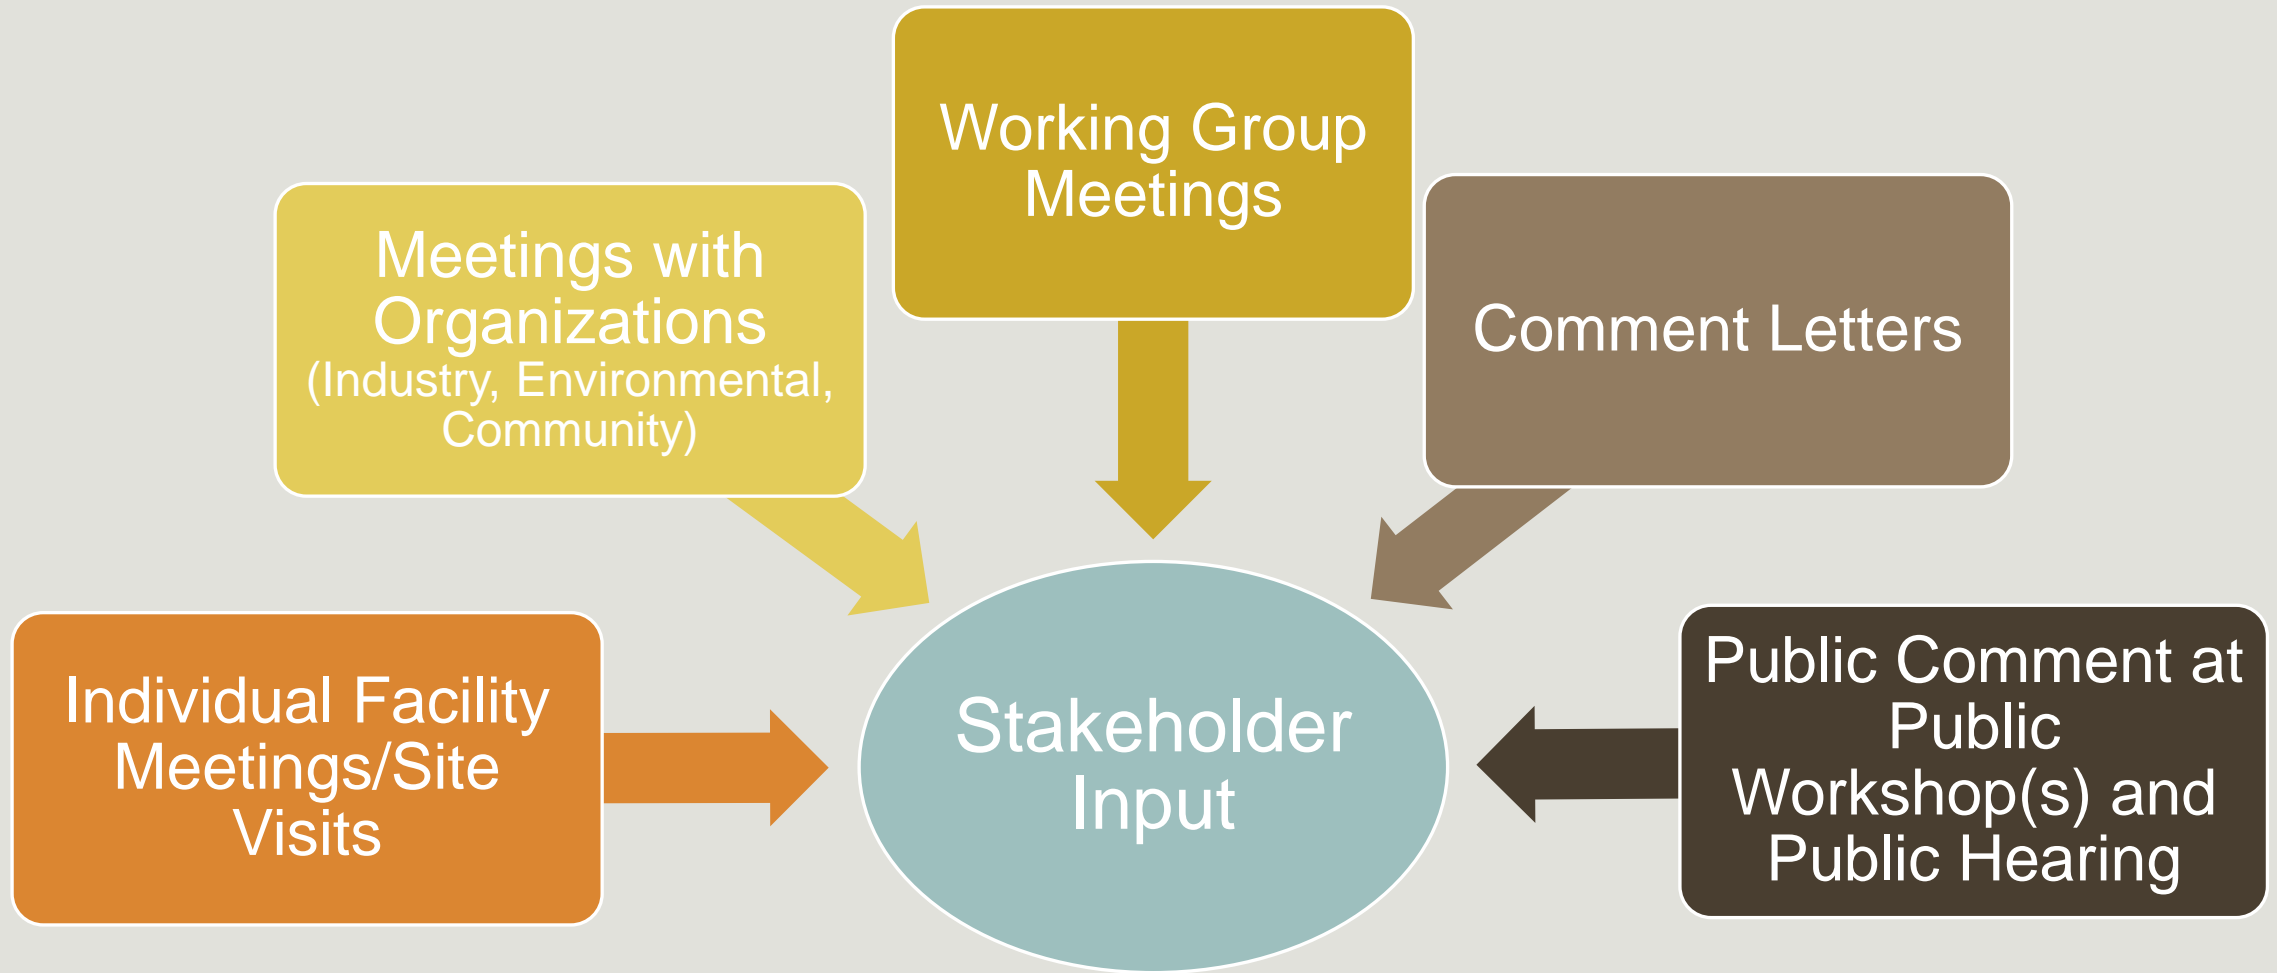 Working Group
Meetings
Meetings with
Organizations
(Industry, Environmental,
Community)
Comment Letters
Individual Facility
Meetings/Site
Visits
Stakeholder
Input
Public Comment at
Public
Workshop(s) and
Public Hearing